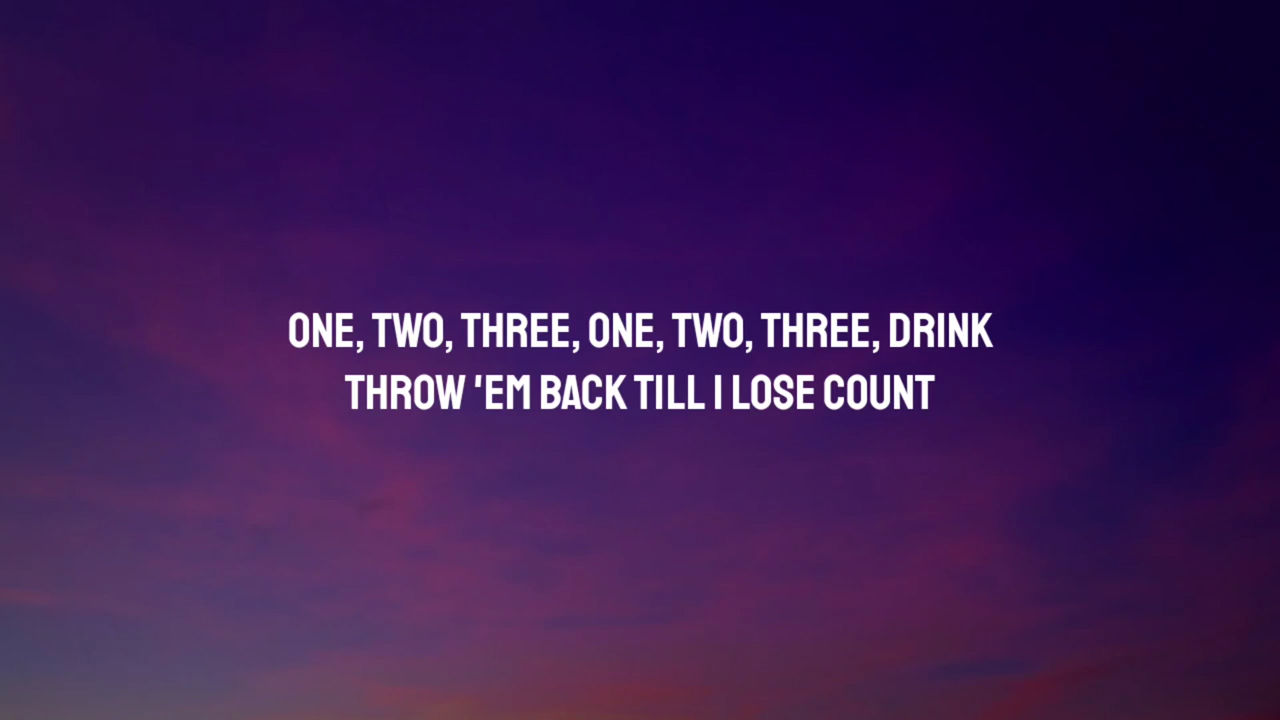 ONE, TWO, THREE, ONE, TWO, THREE, DRINK
THROW 'EM BACK TILL I LOSE COUNT